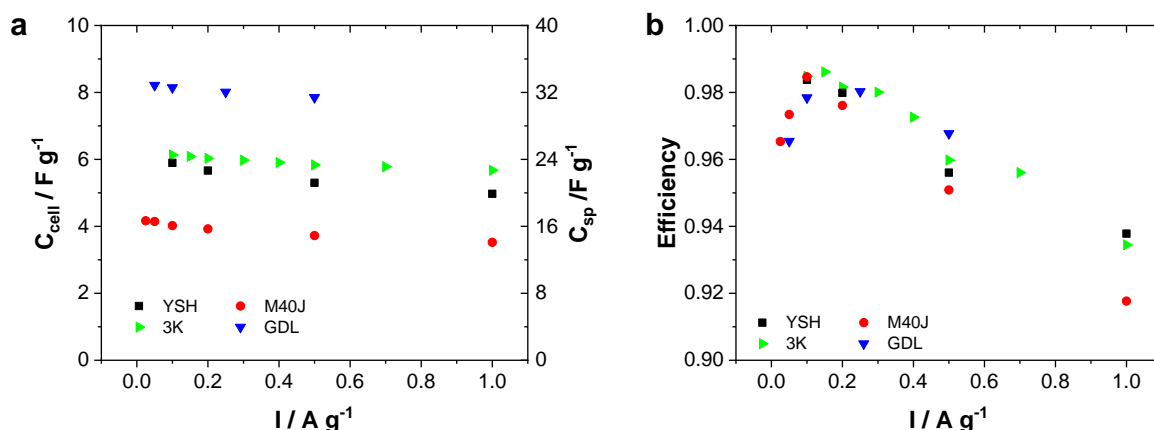 a
10
8
6
4
2
0
C_cell / F g⁻¹
40
32
24
16
8
0
C_sp /F g⁻¹
YSH M40J
3K GDL
0.0 0.2 0.4 0.6 0.8 1.0
I / A g⁻¹
b
1.00
0.98
0.96
0.94
0.92
0.90
Efficiency
YSH M40J
3K GDL
0.0 0.2 0.4 0.6 0.8 1.0
I / A g⁻¹